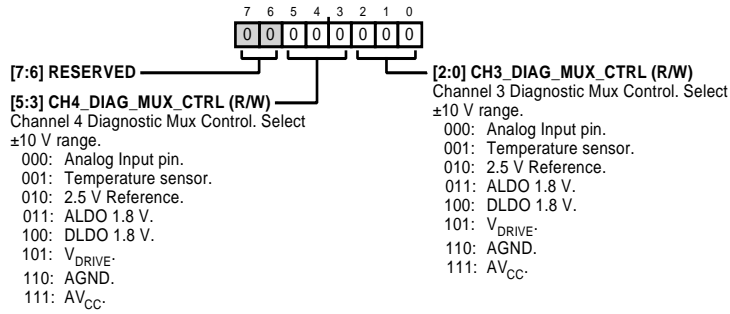 7 6 5 4 3 2 1 0
0 0 0 0 0 0 0 0
[7:6] RESERVED
[5:3] CH4_DIAG_MUX_CTRL (R/W)
Channel 4 Diagnostic Mux Control. Select
±10 V range.
000: Analog Input pin.
001: Temperature sensor.
010: 2.5 V Reference.
011: ALDO 1.8 V.
100: DLDO 1.8 V.
101: VDRIVE.
110: AGND.
111: AVCC.
[2:0] CH3_DIAG_MUX_CTRL (R/W)
Channel 3 Diagnostic Mux Control. Select
±10 V range.
000: Analog Input pin.
001: Temperature sensor.
010: 2.5 V Reference.
011: ALDO 1.8 V.
100: DLDO 1.8 V.
101: VDRIVE.
110: AGND.
111: AVCC.